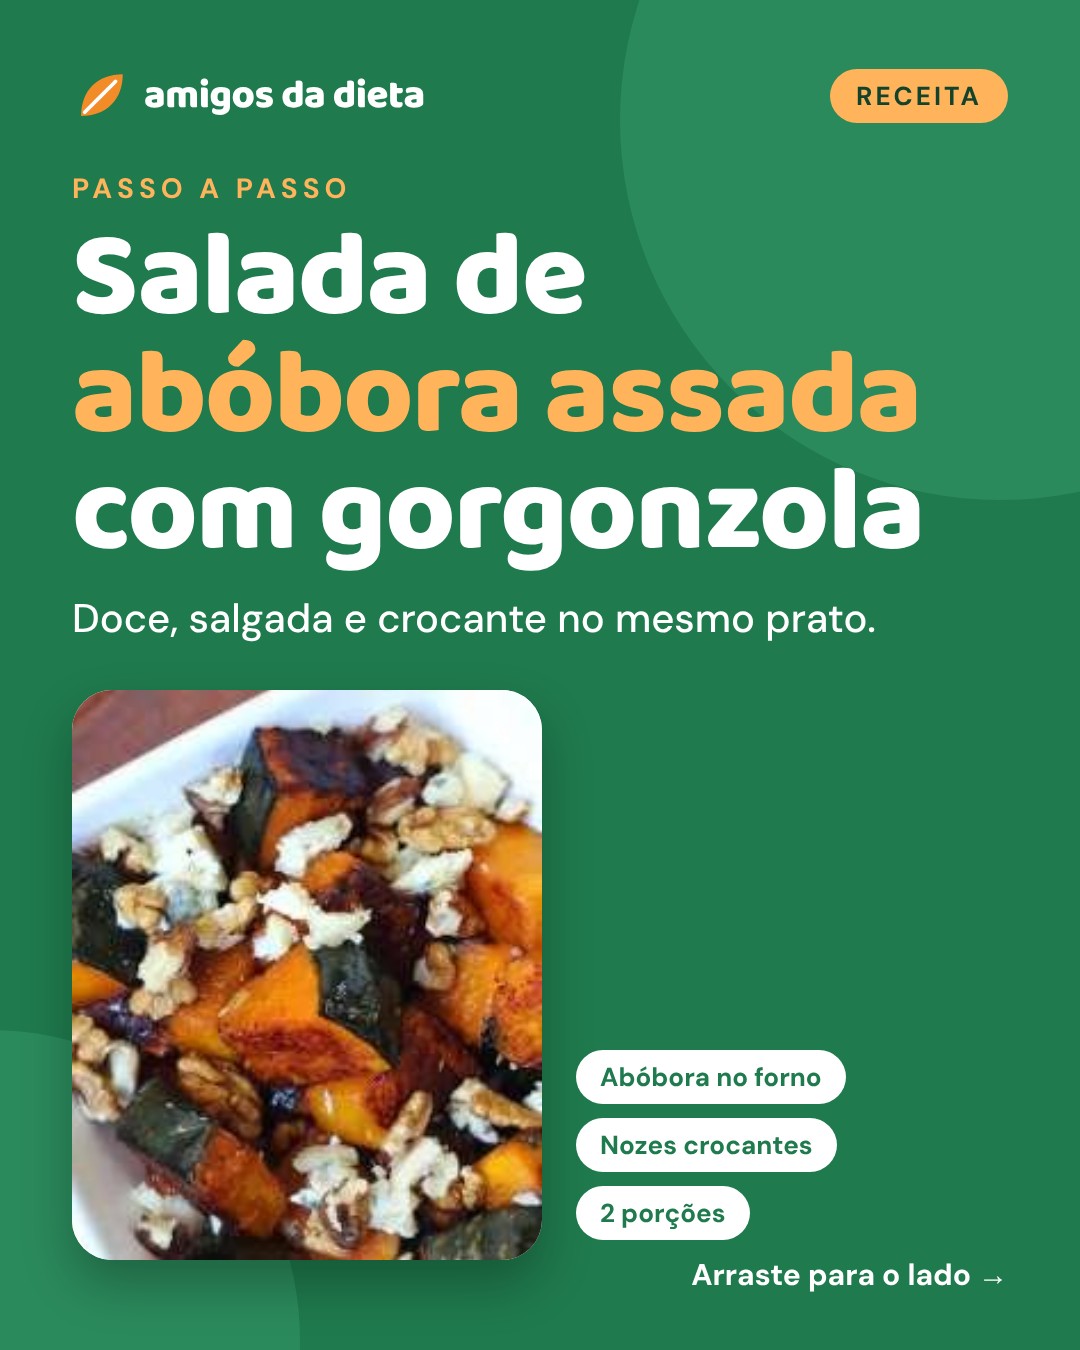 amigos da dieta
RECEITA
PASSO A PASSO
Salada de
abóbora assada
com gorgonzola
Doce, salgada e crocante no mesmo prato.
Abóbora no forno
Nozes crocantes
2 porções
Arraste para o lado →